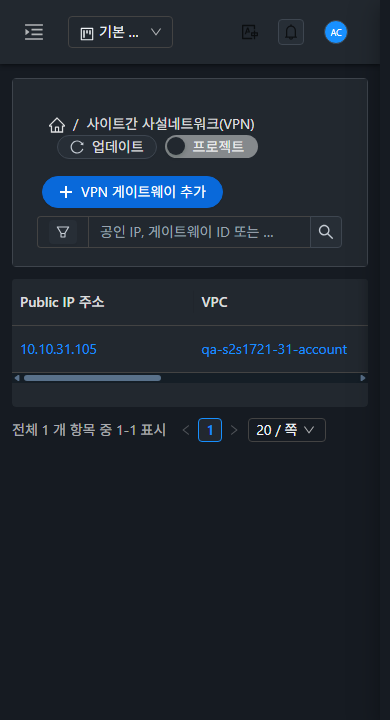 기본 ...
AC
/ 사이트간 사설네트워크(VPN)
업데이트 프로젝트
VPN 게이트웨이 추가
공인 IP, 게이트웨이 ID 또는 ...
Public IP 주소 VPC
10.10.31.105 qa-s2s1721-31-account
전체 1 개 항목 중 1-1 표시 1 20 / 쪽